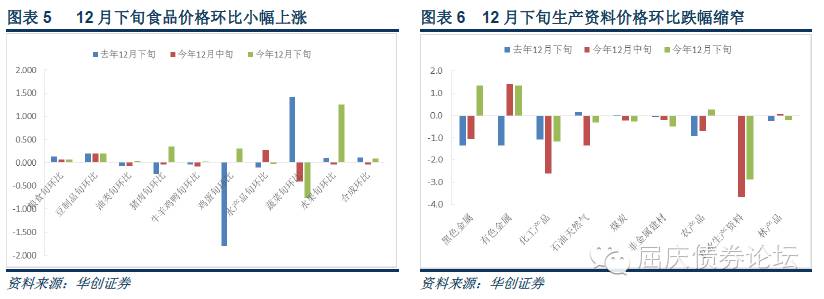 图表 5 12 月下旬食品价格环比小幅上涨
去年12月下旬 今年12月中旬 今年12月下旬
2.000
1.500
1.000
0.500
0.000
-0.500
-1.000
-1.500
-2.000
粮食旬环比
豆制品旬环比
油类旬环比
猪肉旬环比
牛羊鸡鸭旬环比
鸡蛋旬环比
水产品旬环比
蔬菜旬环比
水果旬环比
合成环比
资料来源：华创证券
图表 6 12 月下旬生产资料价格环比跌幅缩窄
去年12月下旬 今年12月中旬 今年12月下旬
2.0
1.0
0.0
-1.0
-2.0
-3.0
-4.0
黑色金属
有色金属
化工产品
石油天然气
煤炭
非金属建材
农产品
农业生产资料
林产品
屈庆债券论坛
资料来源：华创证券